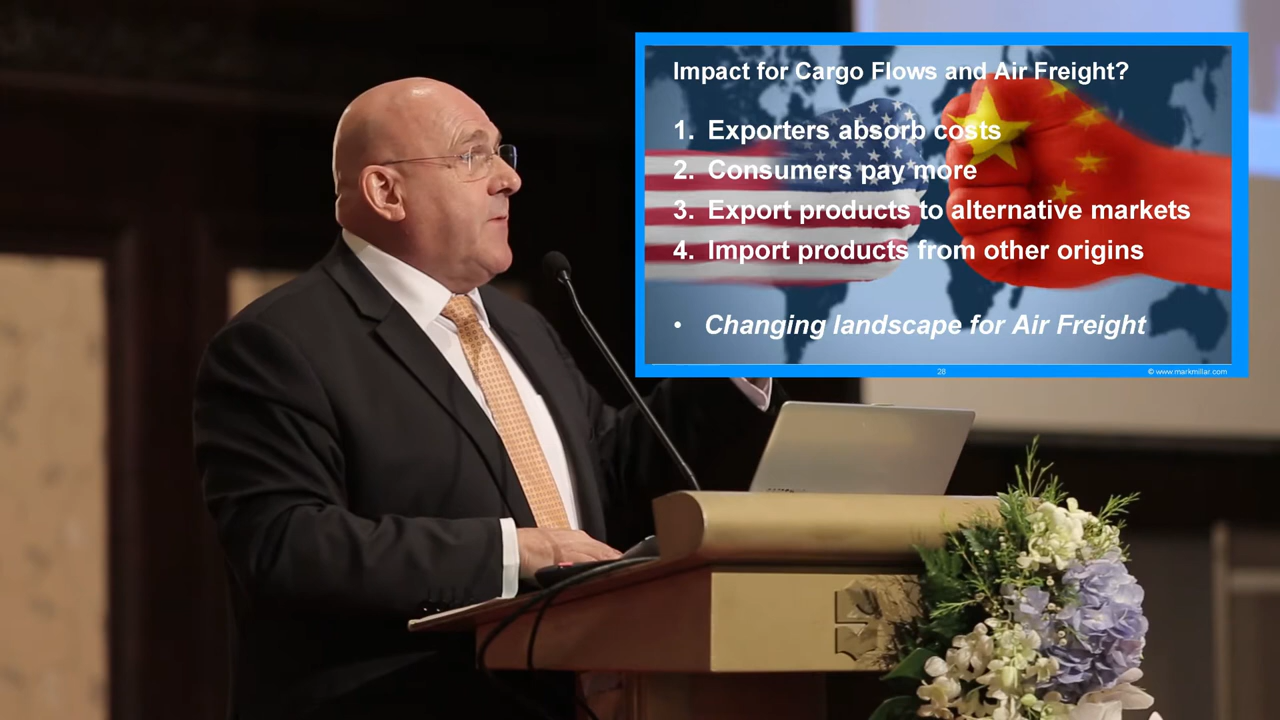 Impact for Cargo Flows and Air Freight?
1. Exporters absorb costs
2. Consumers pay more
3. Export products to alternative markets
4. Import products from other origins
• Changing landscape for Air Freight
28
© www.markmillar.com